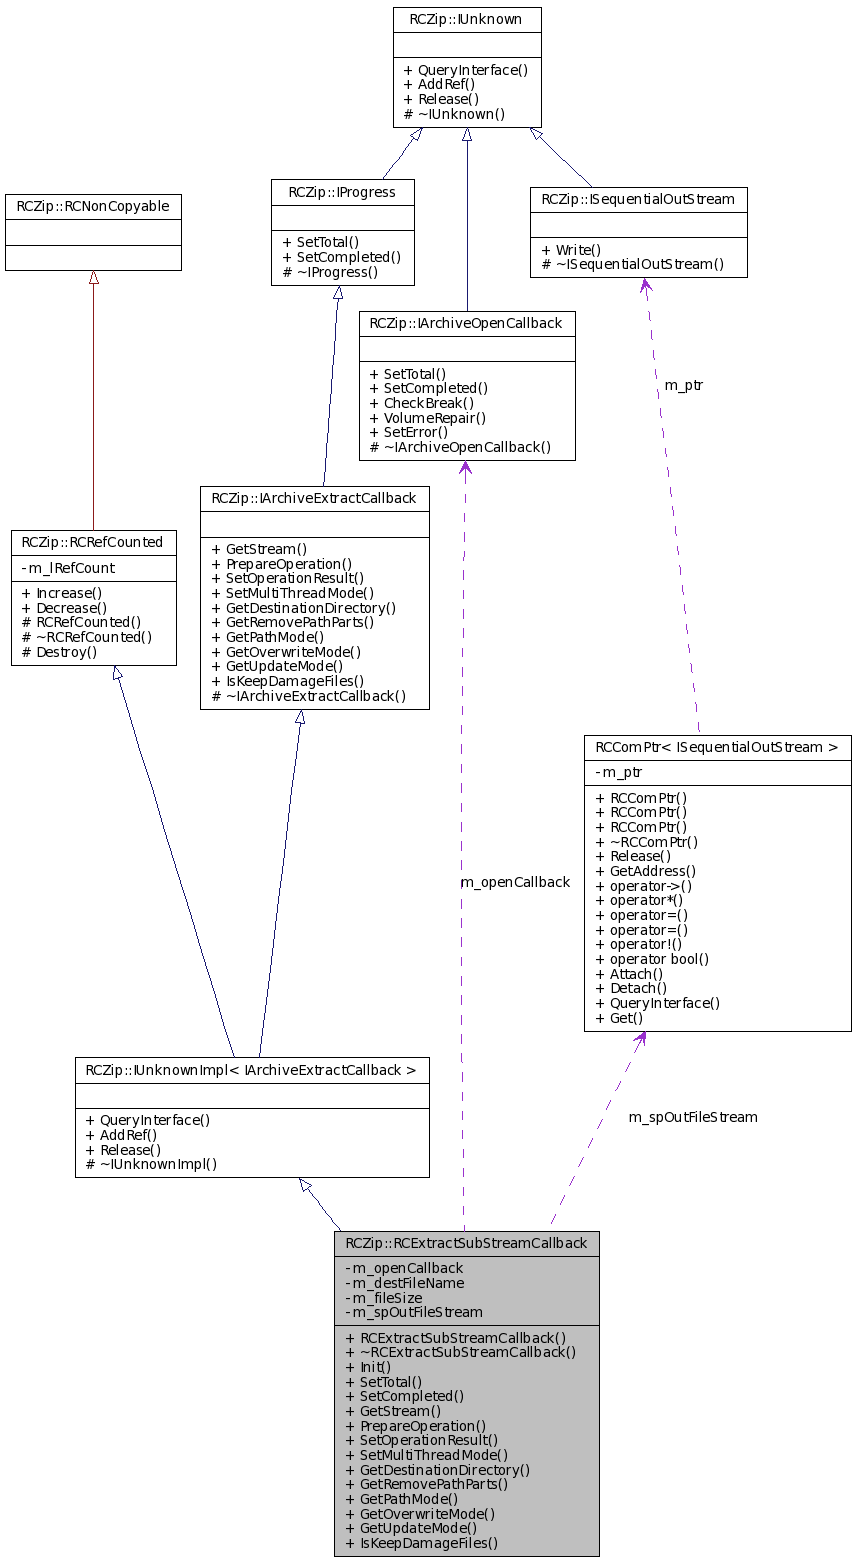 RCZip::IUnknown
+ QueryInterface()
+ AddRef()
+ Release()
# ~IUnknown()
RCZip::RCNonCopyable
RCZip::IProgress
+ SetTotal()
+ SetCompleted()
# ~IProgress()
RCZip::ISequentialOutStream
+ Write()
# ~ISequentialOutStream()
RCZip::IArchiveOpenCallback
+ SetTotal()
+ SetCompleted()
+ CheckBreak()
+ VolumeRepair()
+ SetError()
# ~IArchiveOpenCallback()
m_ptr
RCZip::IArchiveExtractCallback
+ GetStream()
+ PrepareOperation()
+ SetOperationResult()
+ SetMultiThreadMode()
+ GetDestinationDirectory()
+ GetRemovePathParts()
+ GetPathMode()
+ GetOverwriteMode()
+ GetUpdateMode()
+ IsKeepDamageFiles()
# ~IArchiveExtractCallback()
RCZip::RCRefCounted
- m_lRefCount
+ Increase()
+ Decrease()
# RCRefCounted()
# ~RCRefCounted()
# Destroy()
RCComPtr< ISequentialOutStream >
- m_ptr
+ RCComPtr()
+ RCComPtr()
+ RCComPtr()
+ ~RCComPtr()
+ Release()
+ GetAddress()
+ operator->()
+ operator*()
+ operator=()
+ operator=()
+ operator!()
+ operator bool()
+ Attach()
+ Detach()
+ QueryInterface()
+ Get()
m_openCallback
RCZip::IUnknownImpl< IArchiveExtractCallback >
+ QueryInterface()
+ AddRef()
+ Release()
# ~IUnknownImpl()
m_spOutFileStream
RCZip::RCExtractSubStreamCallback
- m_openCallback
- m_destFileName
- m_fileSize
- m_spOutFileStream
+ RCExtractSubStreamCallback()
+ ~RCExtractSubStreamCallback()
+ Init()
+ SetTotal()
+ SetCompleted()
+ GetStream()
+ PrepareOperation()
+ SetOperationResult()
+ SetMultiThreadMode()
+ GetDestinationDirectory()
+ GetRemovePathParts()
+ GetPathMode()
+ GetOverwriteMode()
+ GetUpdateMode()
+ IsKeepDamageFiles()